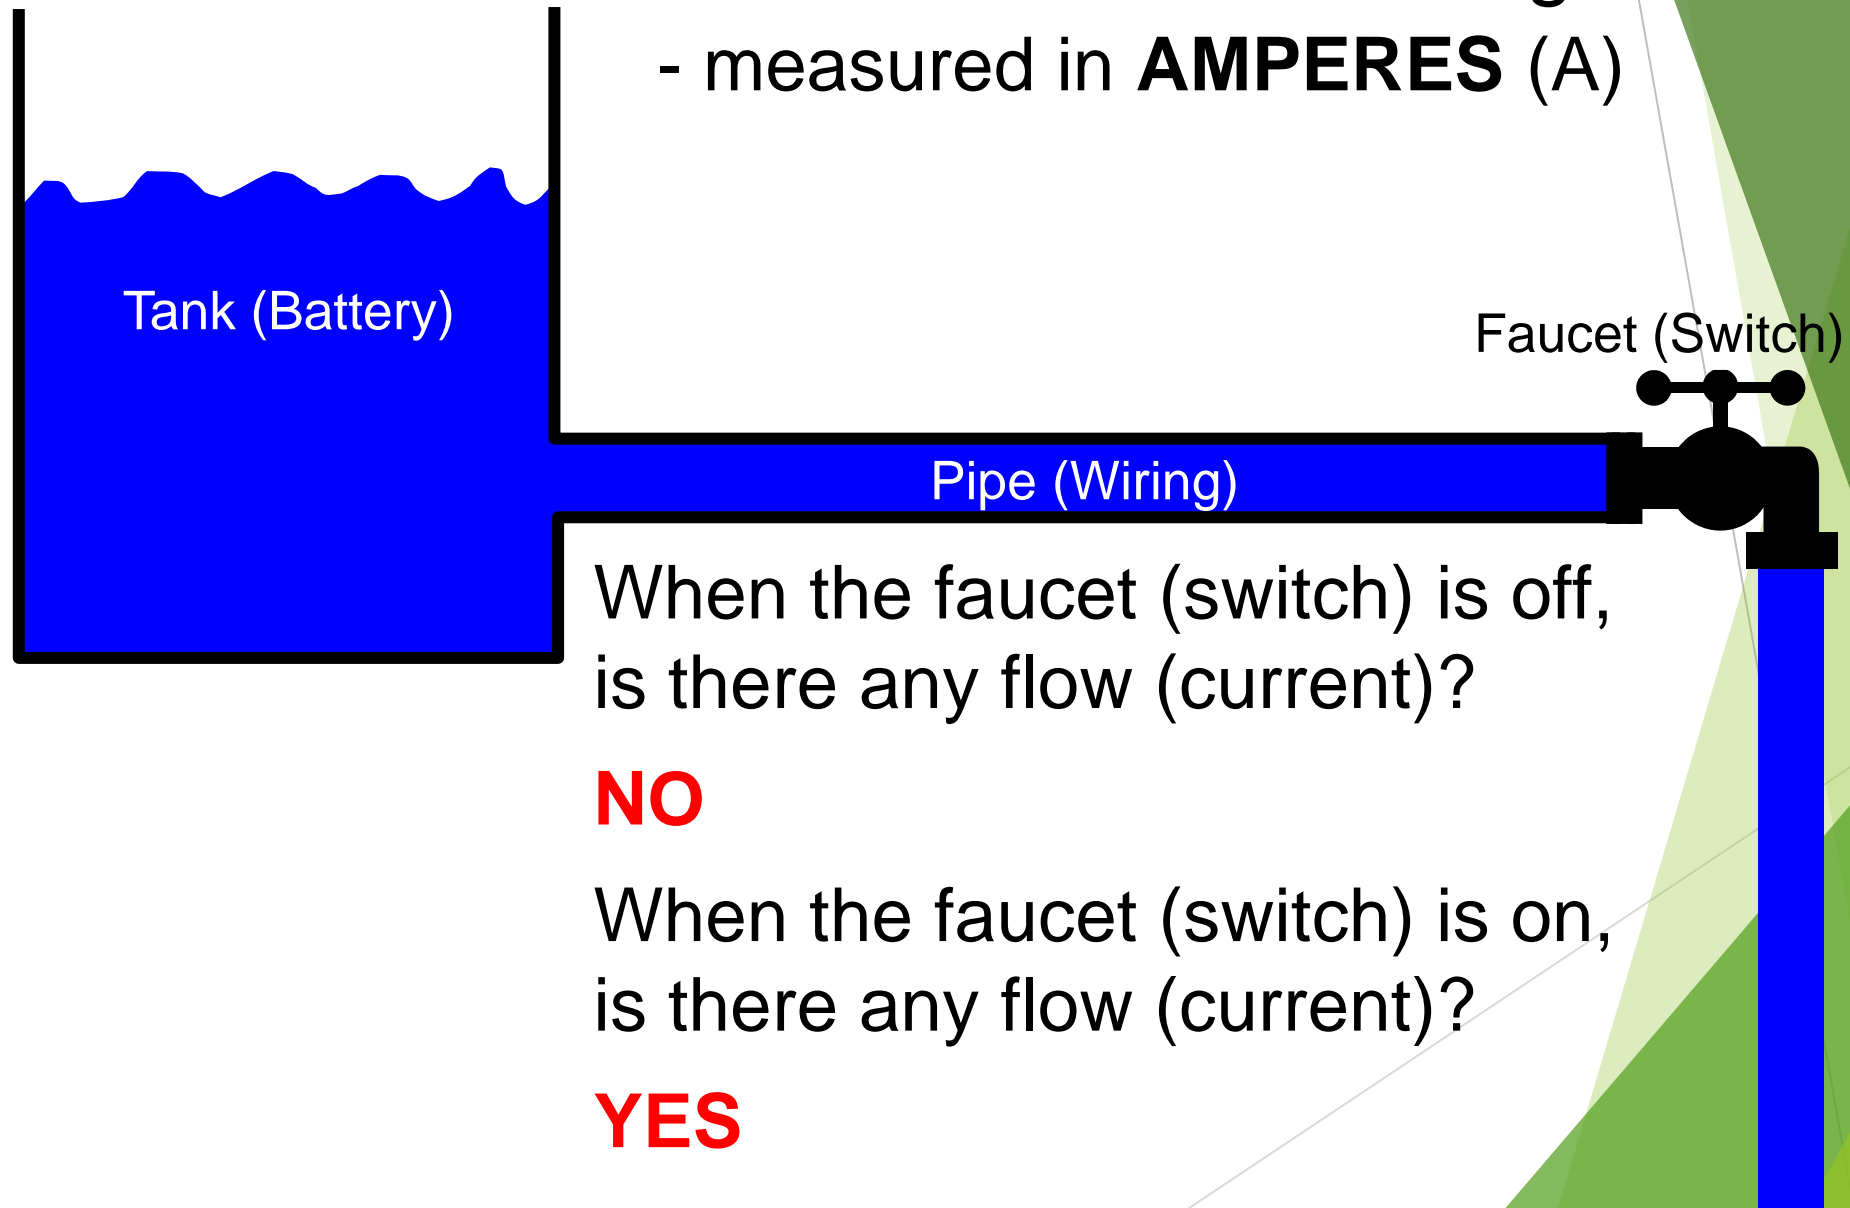 - measured in AMPERES (A)
Tank (Battery)
Faucet (Switch)
Pipe (Wiring)
When the faucet (switch) is off,
is there any flow (current)?
NO
When the faucet (switch) is on,
is there any flow (current)?
YES